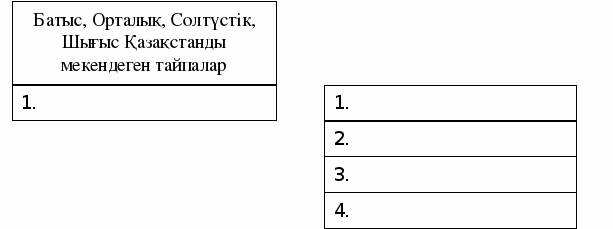 Батыс, Орталық, Солтүстік,
Шығыс Қазақстанды
мекендеген тайпалар
1.
1.
2.
3.
4.